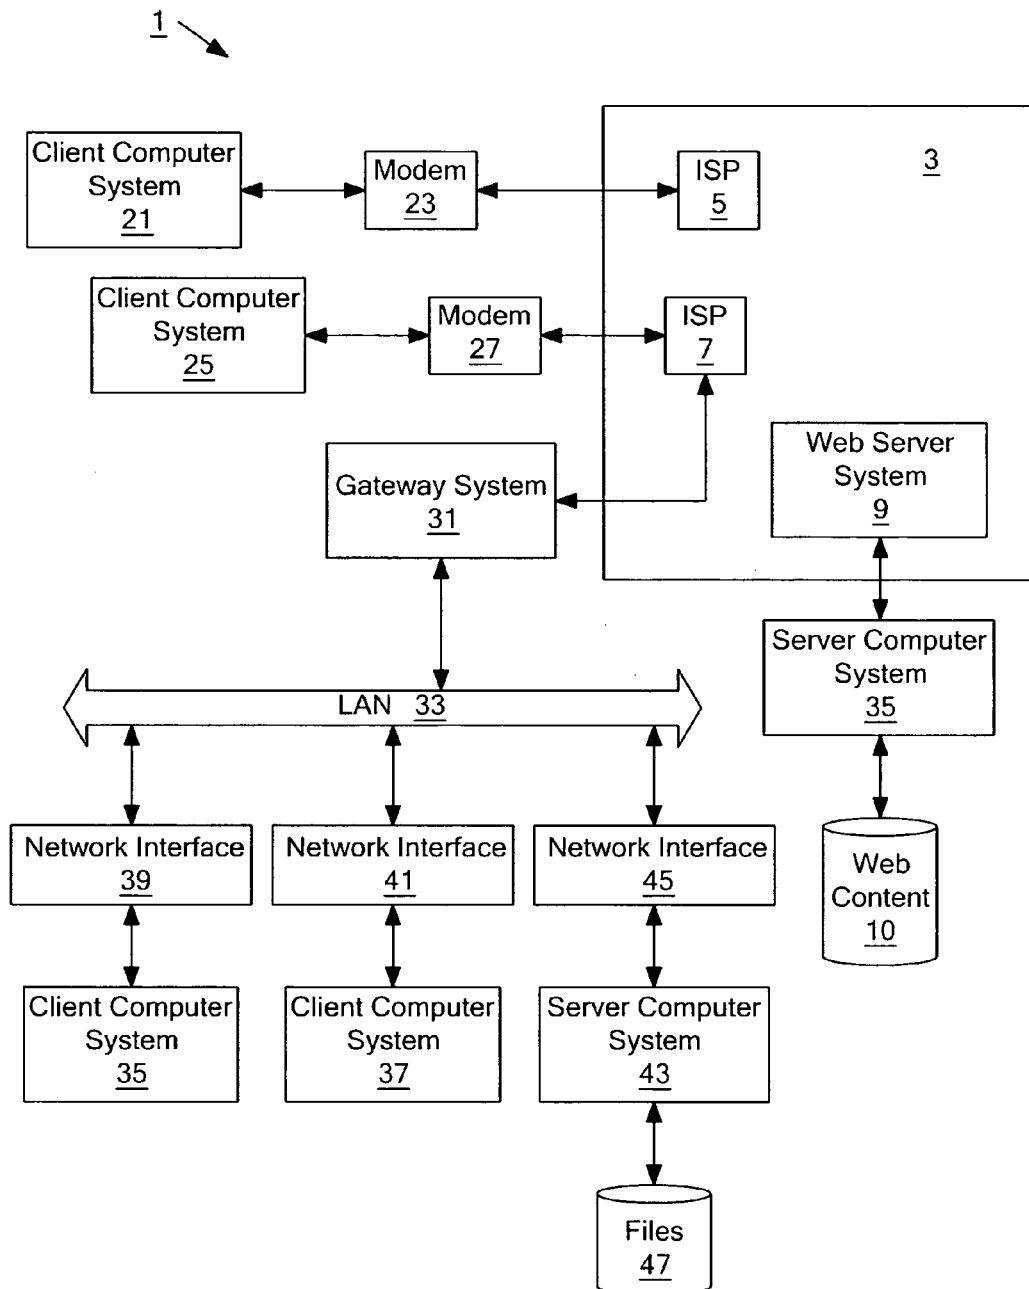 1
Client Computer
System
21
Modem
23
ISP
5
3
Client Computer
System
25
Modem
27
ISP
7
Gateway System
31
Web Server
System
9
Server Computer
System
35
LAN 33
Web
Content
10
Network Interface
39
Network Interface
41
Network Interface
45
Client Computer
System
35
Client Computer
System
37
Server Computer
System
43
Files
47